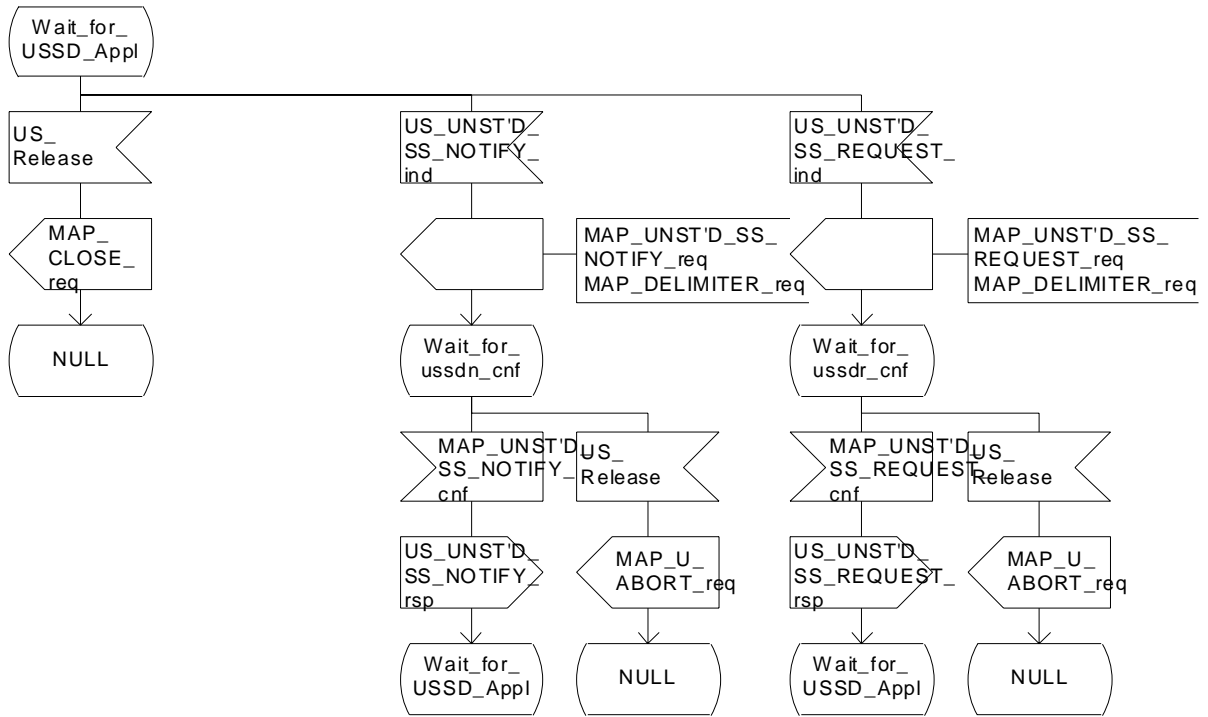 Wait_for_
USSD_Appl
US_
Release
US_UNST'D_
SS_NOTIFY_
ind
US_UNST'D_
SS_REQUEST_
ind
MAP_
CLOSE_
req
MAP_UNST'D_SS_
NOTIFY_req
MAP_DELIMITER_req
MAP_UNST'D_SS_
REQUEST_req
MAP_DELIMITER_req
NULL
Wait_for_
ussdn_cnf
Wait_for_
ussdr_cnf
MAP_UNST'D_
SS_NOTIFY_
cnf
US_
Release
MAP_UNST'D_
SS_REQUEST_
cnf
US_
Release
US_UNST'D_
SS_NOTIFY_
rsp
MAP_U_
ABORT_req
US_UNST'D_
SS_REQUEST_
rsp
MAP_U_
ABORT_req
Wait_for_
USSD_Appl
NULL
Wait_for_
USSD_Appl
NULL